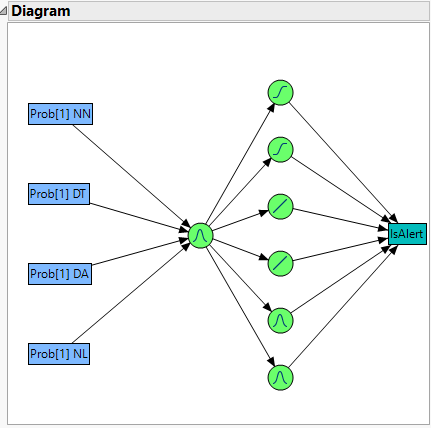 Diagram
Prob[1] NN
Prob[1] DT
IsAlert
Prob[1] DA
Prob[1] NL